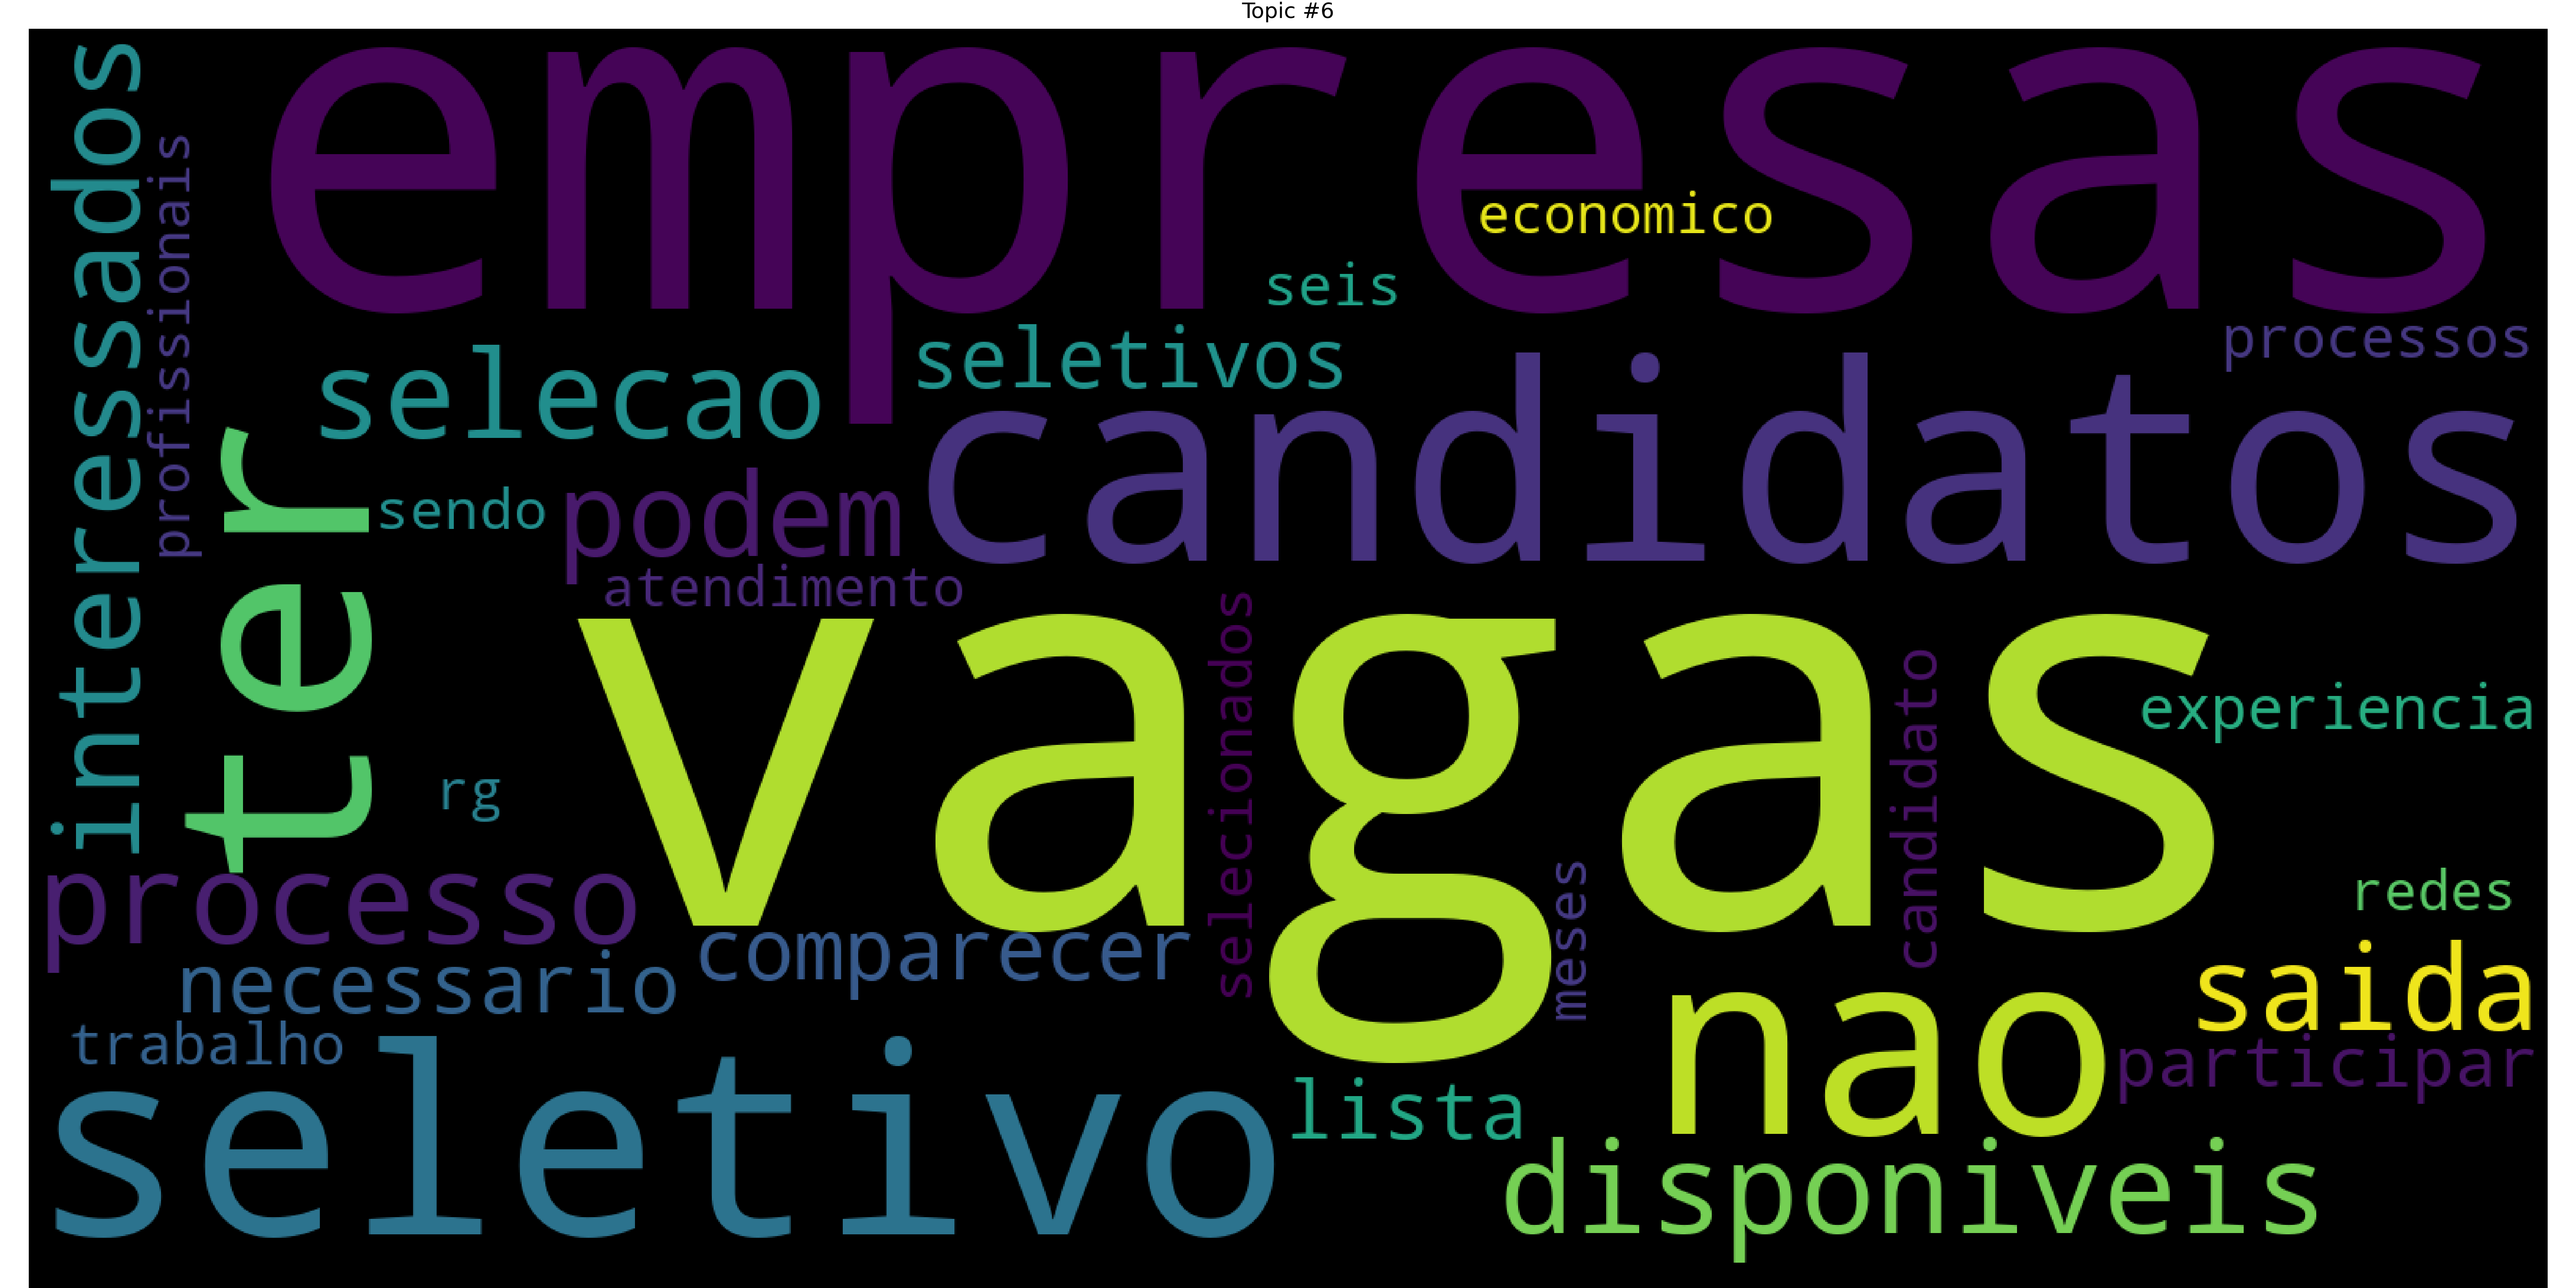 Topic #6
empresas
interessados
profissionais
economico
seis
processos
seletivos
selecao
candidatos
ter
sendo
podem
atendimento
vagas
selecionados
candidato
experiencia
rg
processo
meses
redes
comparecer
necessario
saida
nao
participar
trabalho
seletivo
lista
disponiveis